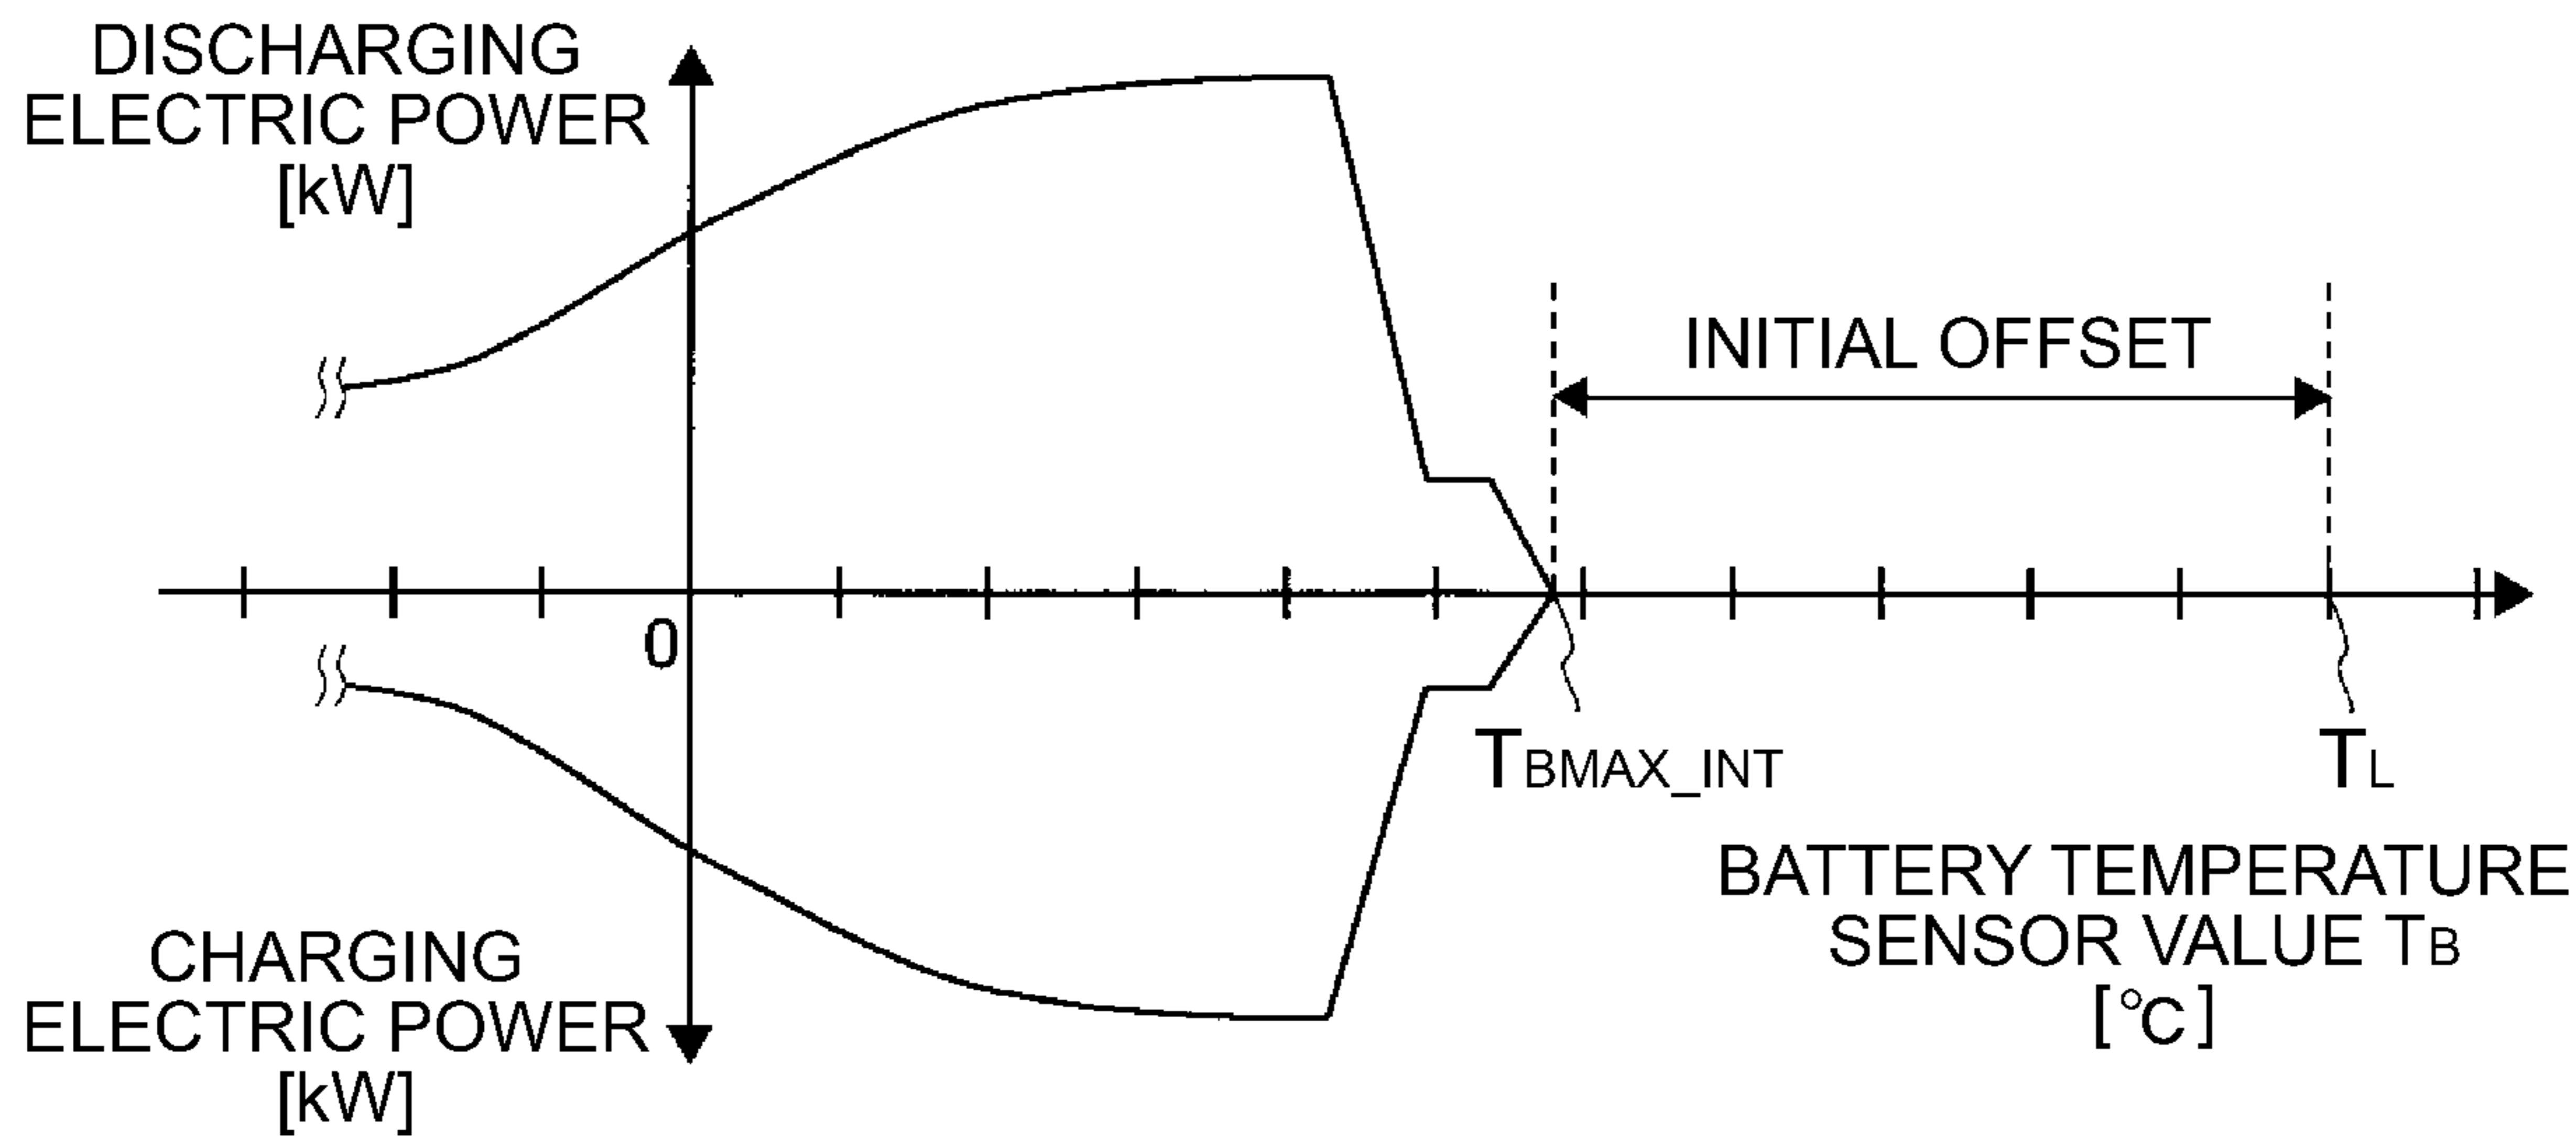 DISCHARGING
ELECTRIC POWER
[kW]
INITIAL OFFSET
0
TBMAX_INT
TL
BATTERY TEMPERATURE
SENSOR VALUE TB
[℃]
CHARGING
ELECTRIC POWER
[kW]